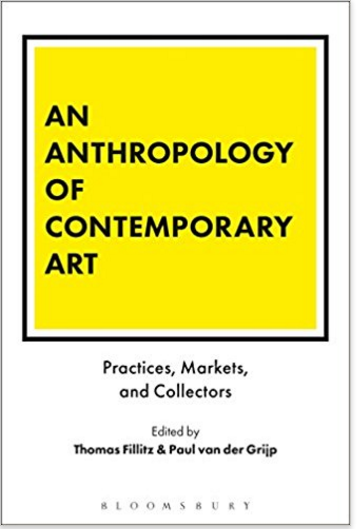 AN
ANTHROPOLOGY
OF
CONTEMPORARY
ART
Practices, Markets,
and Collectors
Edited by
Thomas Fillitz & Paul van der Grijp
BLOOMSBURY